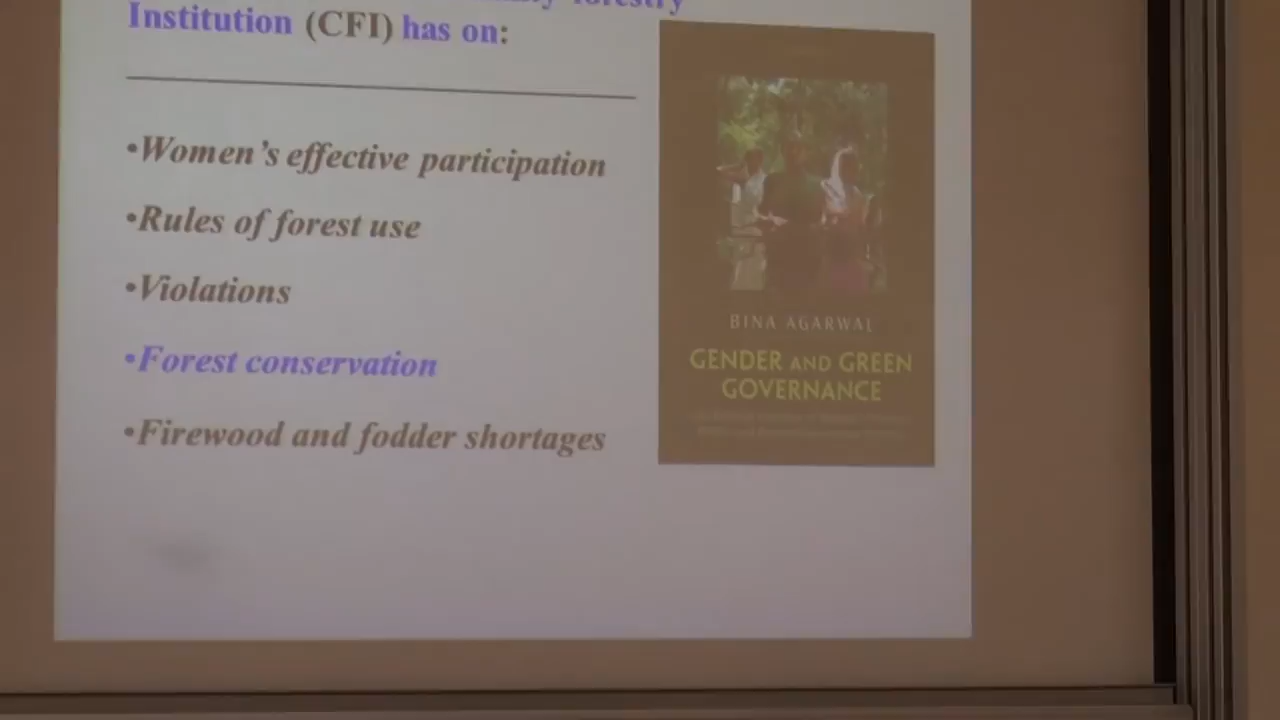 forestry
Institution (CFI) has on:
•Women's effective participation
•Rules of forest use
•Violations
•Forest conservation
•Firewood and fodder shortages
BINA AGARWAL
GENDER AND GREEN
GOVERNANCE